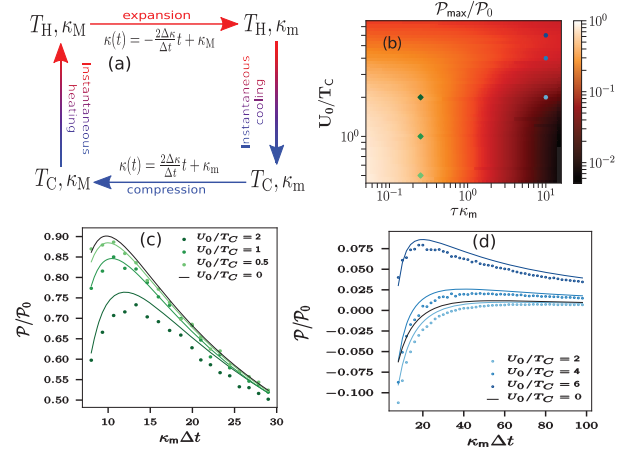 expansion
T_H, κ_M
T_H, κ_m
κ(t) = −2Δκ/Δt t + κ_M
(a)
Instantaneous
heating
Instantaneous
cooling
κ(t) = 2Δκ/Δt t + κ_m
T_C, κ_M
T_C, κ_m
compression
𝒫_max/𝒫_0
(b)
U_0/T_C
10^0
10^{-1} 10^0 10^1
τκ_m
10^0
10^{-1}
10^{-2}
(c)
U_0/T_C = 2
U_0/T_C = 1
U_0/T_C = 0.5
U_0/T_C = 0
𝒫/𝒫_0
0.90
0.85
0.80
0.75
0.70
0.65
0.60
0.55
0.50
10 15 20 25 30
κ_mΔt
(d)
𝒫/𝒫_0
0.075
0.050
0.025
0.000
−0.025
−0.050
−0.075
−0.100
U_0/T_C = 2
U_0/T_C = 4
U_0/T_C = 6
U_0/T_C = 0
20 40 60 80 100
κ_mΔt